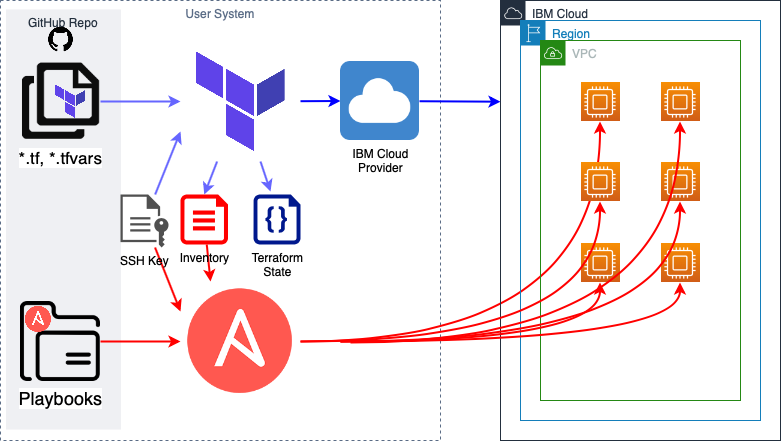 GitHub Repo
User System
IBM Cloud
Region
VPC
*.tf, *.tfvars
IBM Cloud
Provider
SSH Key
Inventory
Terraform
State
Playbooks